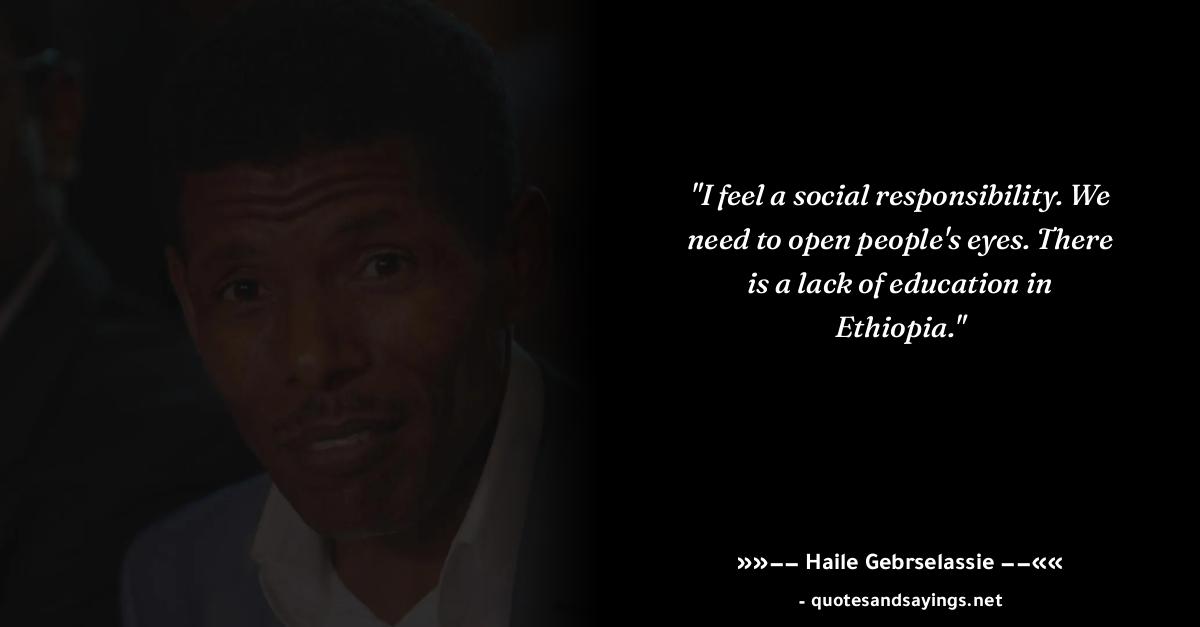 "I feel a social responsibility. We
need to open people's eyes. There
is a lack of education in
Ethiopia."
»»−− Haile Gebrselassie −−««
- quotesandsayings.net